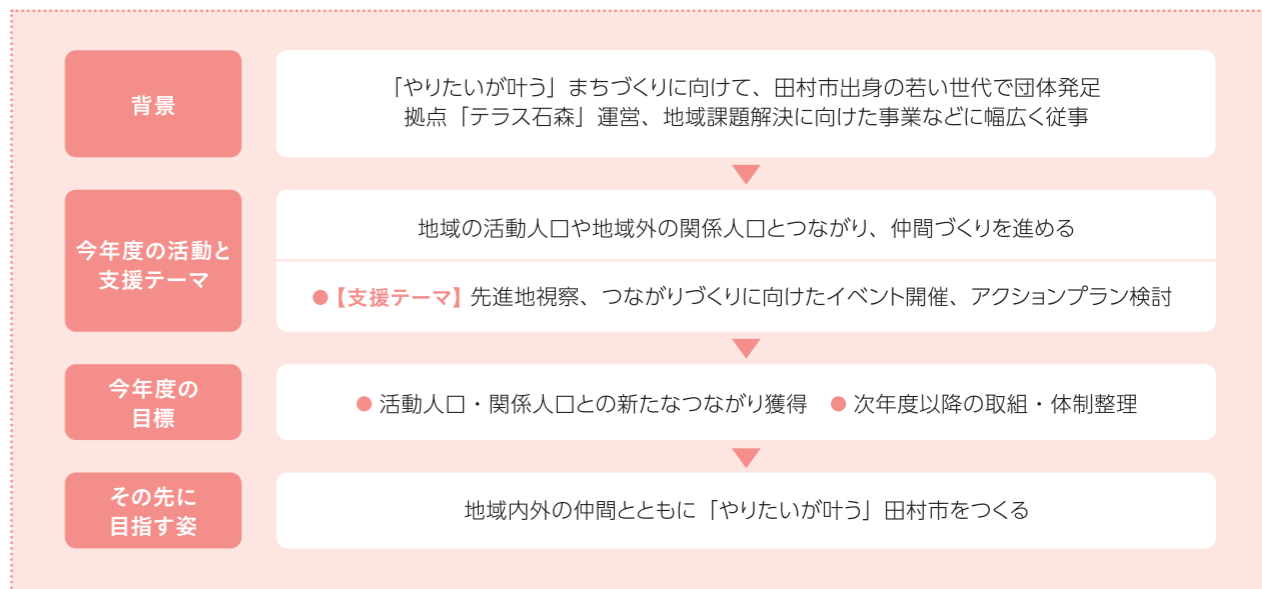 背景
「やりたいが叶う」まちづくりに向けて、田村市出身の若い世代で団体発足
拠点「テラス石森」運営、地域課題解決に向けた事業などに幅広く従事
今年度の活動と
支援テーマ
地域の活動人口や地域外の関係人口とつながり、仲間づくりを進める
●【支援テーマ】先進地視察、つながりづくりに向けたイベント開催、アクションプラン検討
今年度の
目標
●活動人口・関係人口との新たなつながり獲得 ●次年度以降の取組・体制整理
その先に
目指す姿
地域内外の仲間とともに「やりたいが叶う」田村市をつくる